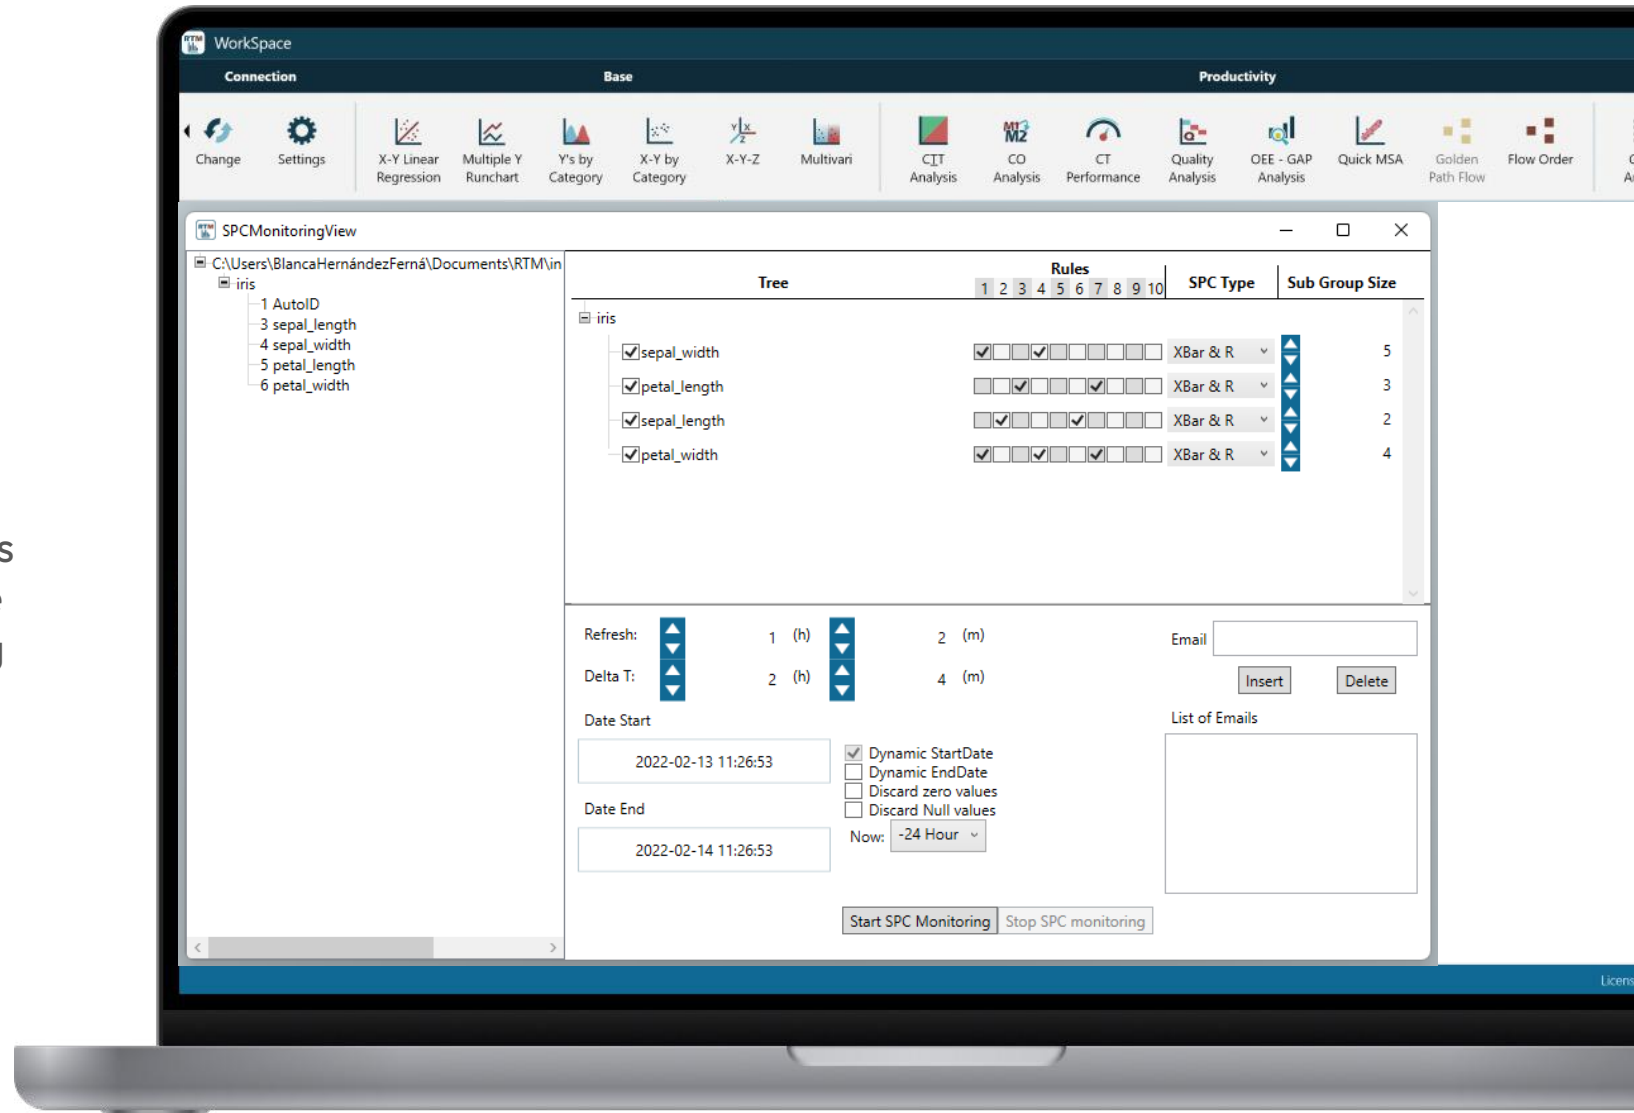 RTM WorkSpace
Connection Base Productivity
Change Settings X-Y Linear Regression Multiple Y Runchart Y's by Category X-Y by Category X-Y-Z Multivari CIT Analysis CO Analysis CT Performance Quality Analysis OEE - GAP Analysis Quick MSA Golden Path Flow Flow Order
RTM SPCMonitoringView
C:\Users\BlancaHernándezFerná\Documents\RTM\in
iris
1 AutoID
3 sepal_length
4 sepal_width
5 petal_length
6 petal_width
Tree Rules SPC Type Sub Group Size
1 2 3 4 5 6 7 8 9 10
iris
sepal_width XBar & R 5
petal_length XBar & R 3
sepal_length XBar & R 2
petal_width XBar & R 4
Refresh: 1 (h) 2 (m)
Delta T: 2 (h) 4 (m)
Email
Insert Delete
List of Emails
Date Start
2022-02-13 11:26:53
Dynamic StartDate
Dynamic EndDate
Discard zero values
Discard Null values
Date End
Now: -24 Hour
2022-02-14 11:26:53
Start SPC Monitoring Stop SPC monitoring
Licens
s
g